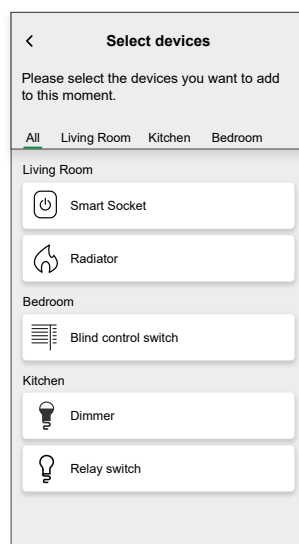 Select devices
Please select the devices you want to add
to this moment.
All Living Room Kitchen Bedroom
Living Room
Smart Socket
Radiator
Bedroom
Blind control switch
Kitchen
Dimmer
Relay switch